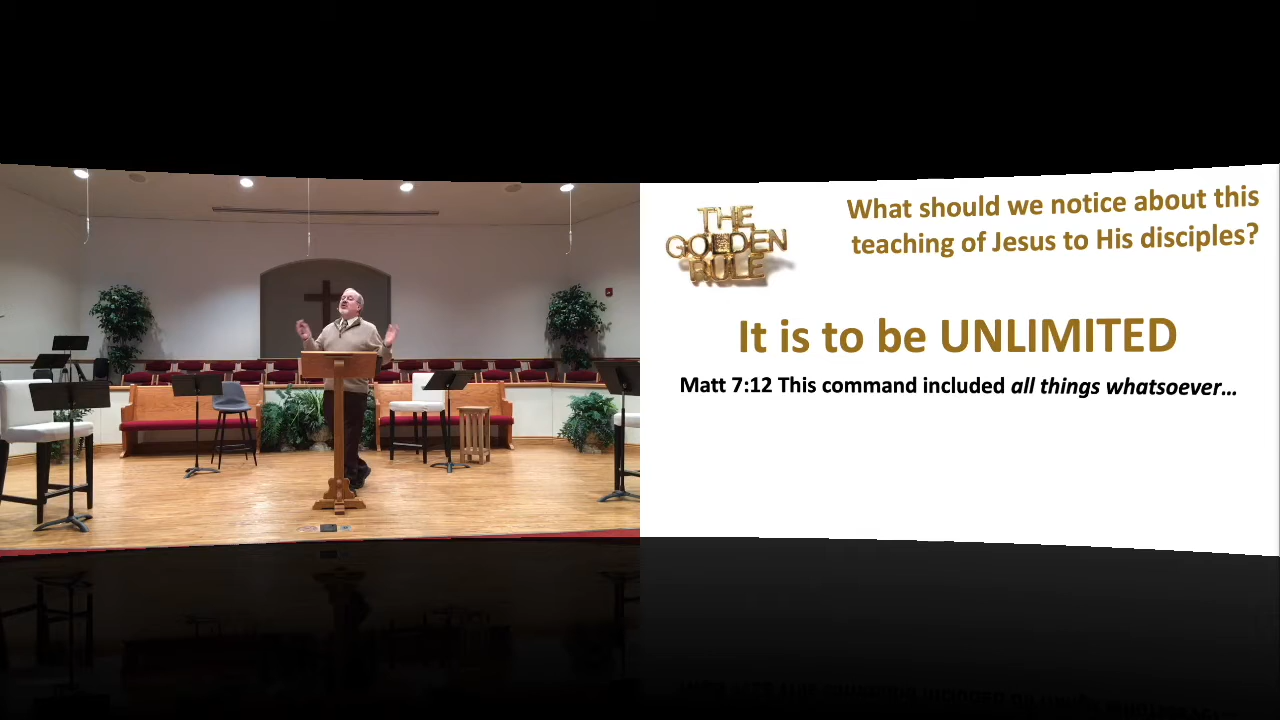 THE
GOLDEN
RULE
What should we notice about this
teaching of Jesus to His disciples?
It is to be UNLIMITED
Matt 7:12 This command included all things whatsoever…